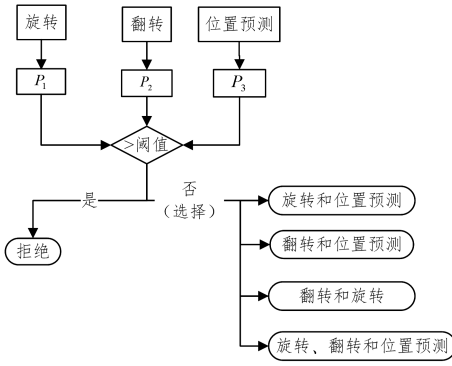 旋转
翻转
位置预测
P1
P2
P3
>阈值
是
否
（选择）
拒绝
旋转和位置预测
翻转和位置预测
翻转和旋转
旋转、翻转和位置预测